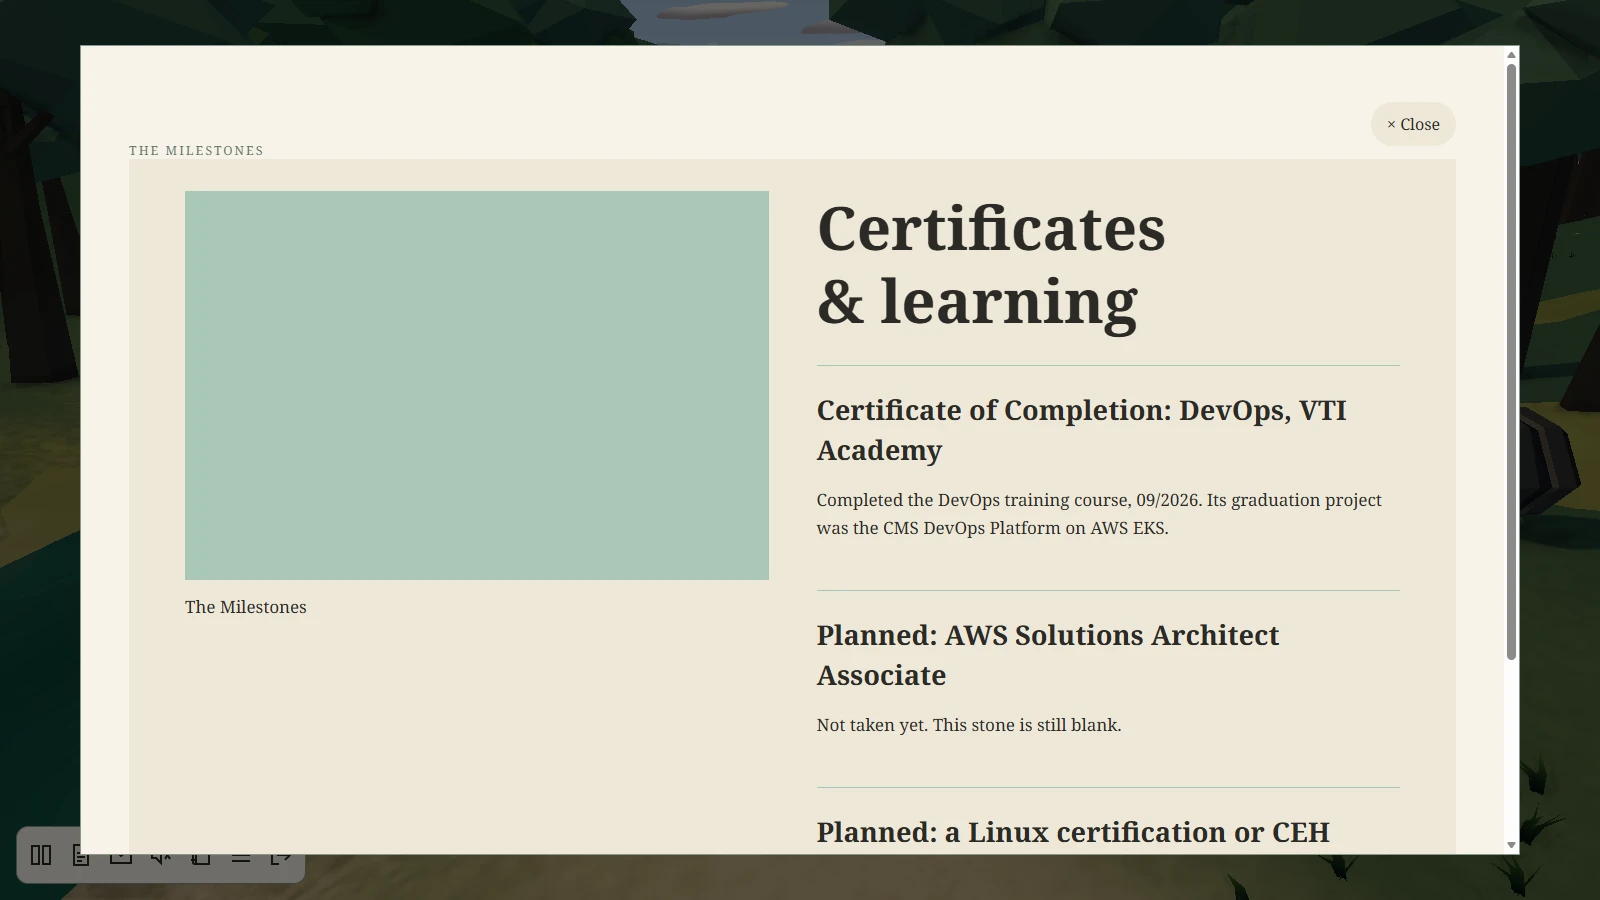 × Close
THE MILESTONES
Certificates
& learning
Certificate of Completion: DevOps, VTI
Academy
Completed the DevOps training course, 09/2026. Its graduation project
was the CMS DevOps Platform on AWS EKS.
The Milestones
Planned: AWS Solutions Architect
Associate
Not taken yet. This stone is still blank.
Planned: a Linux certification or CEH